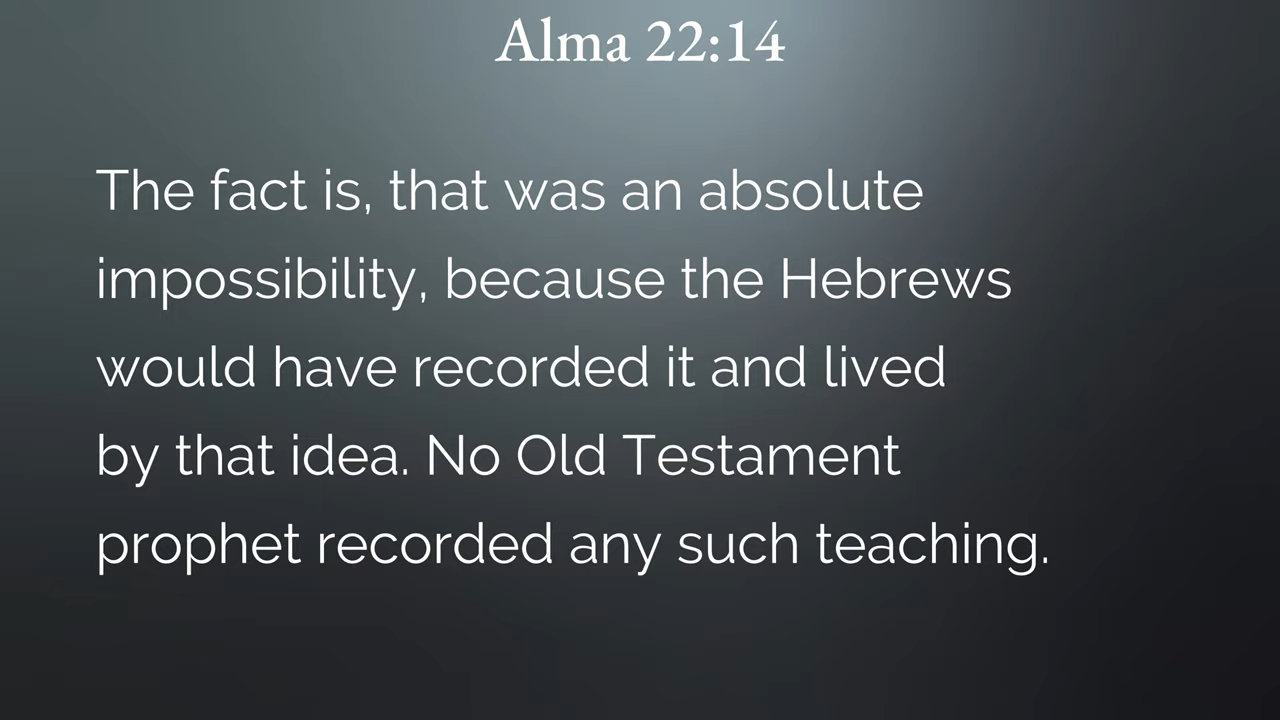 Alma 22:14
The fact is, that was an absolute
impossibility, because the Hebrews
would have recorded it and lived
by that idea. No Old Testament
prophet recorded any such teaching.